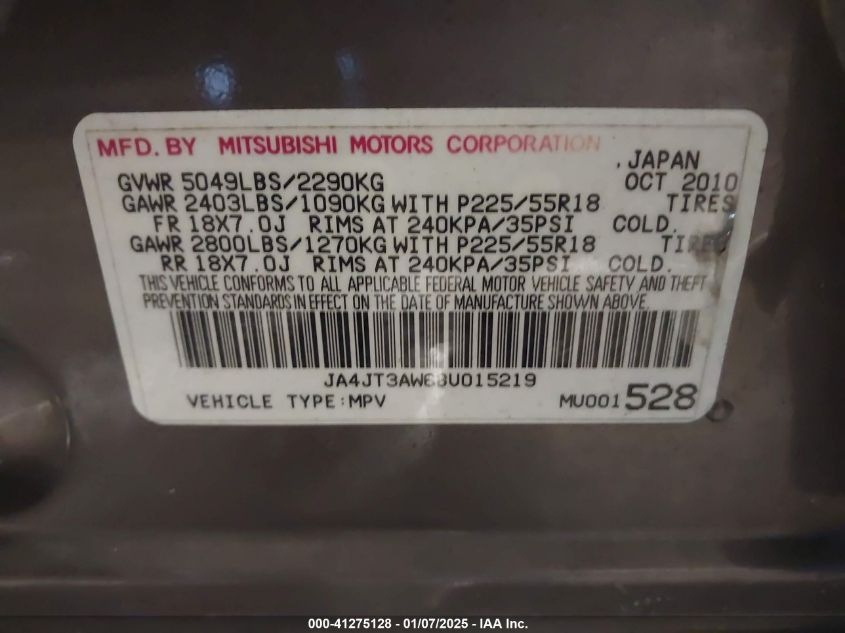 MFD. BY MITSUBISHI MOTORS CORPORATION
. JAPAN
GVWR 5049LBS/2290KG OCT 2010
GAWR 2403LBS/1090KG WITH P225/55R18 TIRES
FR 18X7.0J RIMS AT 240KPA/35PSI COLD.
GAWR 2800LBS/1270KG WITH P225/55R18 TIRES
RR 18X7.0J RIMS AT 240KPA/35PSI COLD.
THIS VEHICLE CONFORMS TO ALL APPLICABLE FEDERAL MOTOR VEHICLE SAFETY AND THEFT
PREVENTION STANDARDS IN EFFECT ON THE DATE OF MANUFACTURE SHOWN ABOVE.
JA4JT3AW6BU015219
VEHICLE TYPE:MPV MU001528
000-41275128 - 01/07/2025 - IAA Inc.